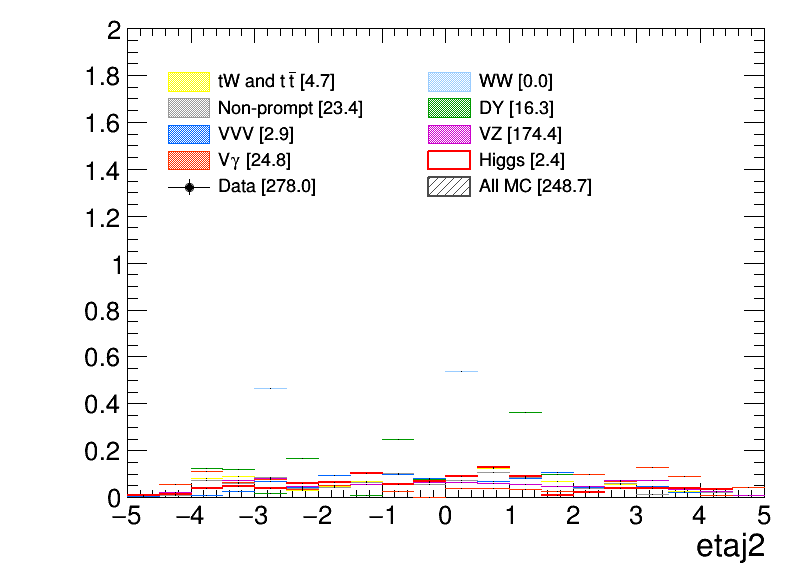 2
1.8
1.6
1.4
1.2
1
0.8
0.6
0.4
0.2
0
tW and t t̄ [4.7]
WW [0.0]
Non-prompt [23.4]
DY [16.3]
VVV [2.9]
VZ [174.4]
Vγ [24.8]
Higgs [2.4]
Data [278.0]
All MC [248.7]
−5 −4 −3 −2 −1 0 1 2 3 4 5
etaj2